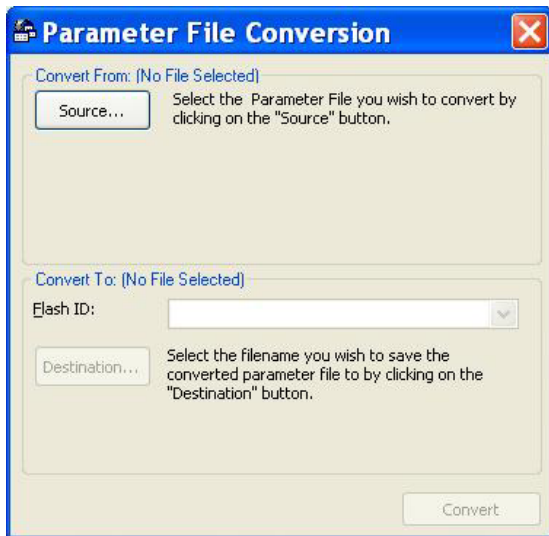 Parameter File Conversion
Convert From: (No File Selected)
Source...
Select the Parameter File you wish to convert by
clicking on the "Source" button.
Convert To: (No File Selected)
Flash ID:
Destination...
Select the filename you wish to save the
converted parameter file to by clicking on the
"Destination" button.
Convert